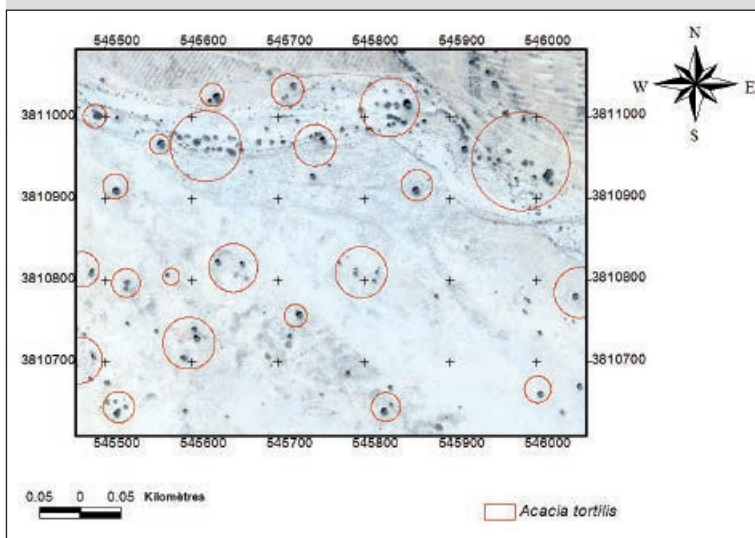 545500 545600 545700 545800 545900 546000
N
W E
S
3811000 3811000
3810900 3810900
3810800 3810800
3810700 3810700
545500 545600 545700 545800 545900 546000
0.05 0 0.05 Kilomètres
Acacia tortilis